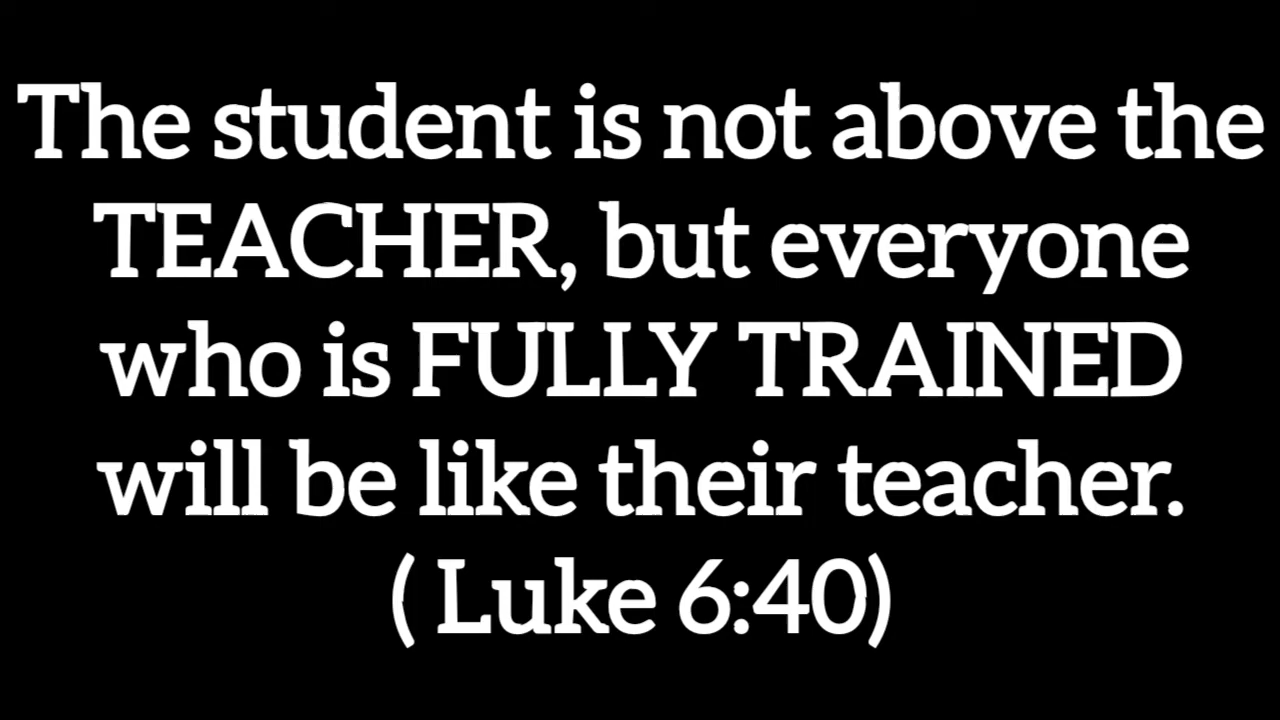 The student is not above the
TEACHER, but everyone
who is FULLY TRAINED
will be like their teacher.
( Luke 6:40)